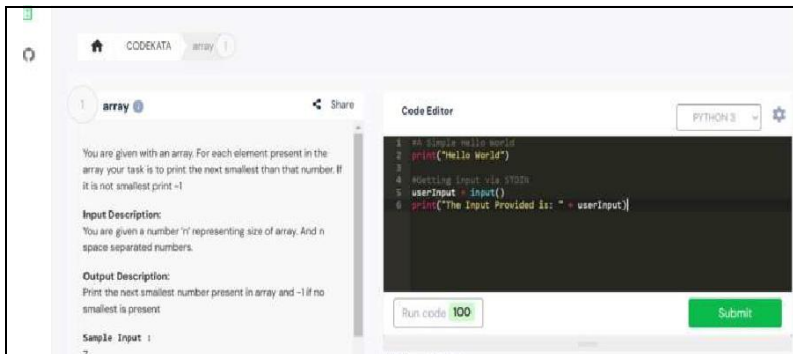 CODEKATA array 1
1 array
Share
You are given with an array. For each element present in the
array your task is to print the next smallest than that number. If
it is not smallest print -1
Input Description:
You are given a number 'n' representing size of array. And n
space separated numbers.
Output Description:
Print the next smallest number present in array and -1 if no
smallest is present
Sample Input :
Code Editor
PYTHON 3
1 #A Simple hello world
2 print("Hello World")
3
4 #Getting input via STDIN
5 userInput = input()
6 print("The Input Provided is: " + userInput)
Run code 100
Submit